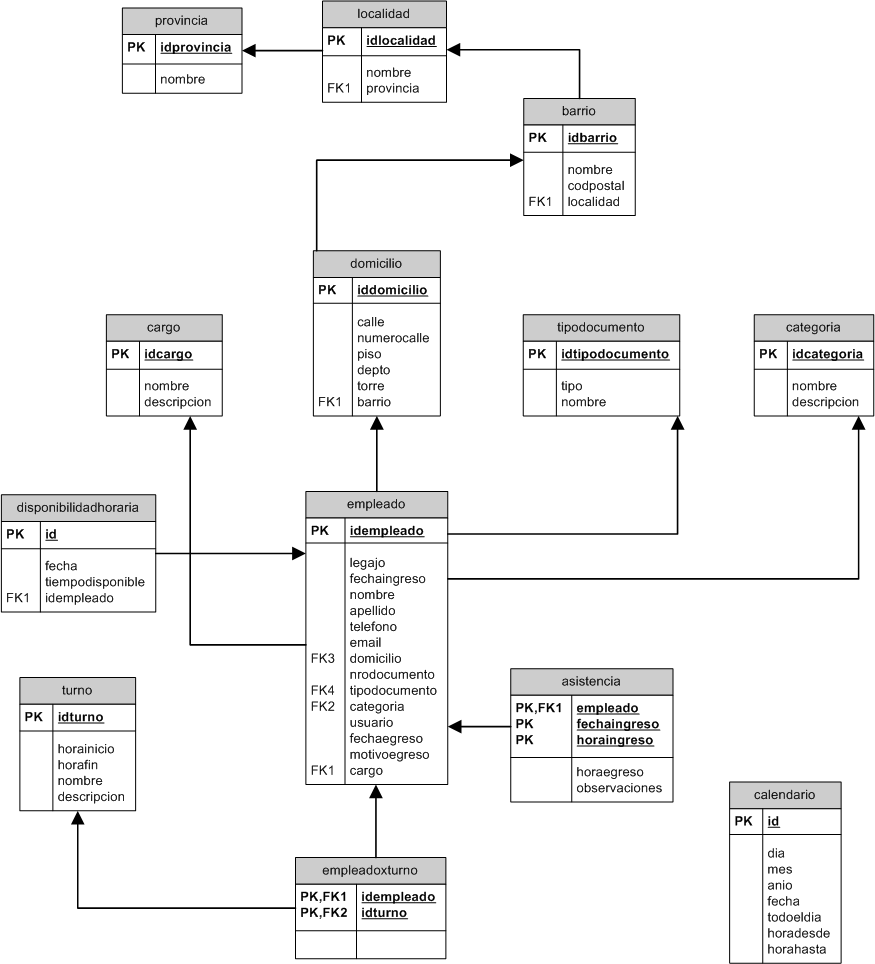 provincia
PK idprovincia
nombre
localidad
PK idlocalidad
nombre
FK1 provincia
barrio
PK idbarrio
nombre
codpostal
FK1 localidad
domicilio
PK iddomicilio
calle
numerocalle
piso
depto
torre
FK1 barrio
cargo
PK idcargo
nombre
descripcion
tipodocumento
PK idtipodocumento
tipo
nombre
categoria
PK idcategoria
nombre
descripcion
disponibilidadhoraria
PK id
fecha
tiempodisponible
FK1 idempleado
empleado
PK idempleado
legajo
fechaingreso
nombre
apellido
telefono
email
FK3 domicilio
nrodocumento
FK4 tipodocumento
FK2 categoria
usuario
fechaegreso
motivoegreso
FK1 cargo
turno
PK idturno
horainicio
horafin
nombre
descripcion
asistencia
PK,FK1 empleado
PK fechaingreso
PK horaingreso
horaegreso
observaciones
calendario
PK id
dia
mes
anio
fecha
todoeldia
horadesde
horahasta
empleadoxturno
PK,FK1 idempleado
PK,FK2 idturno